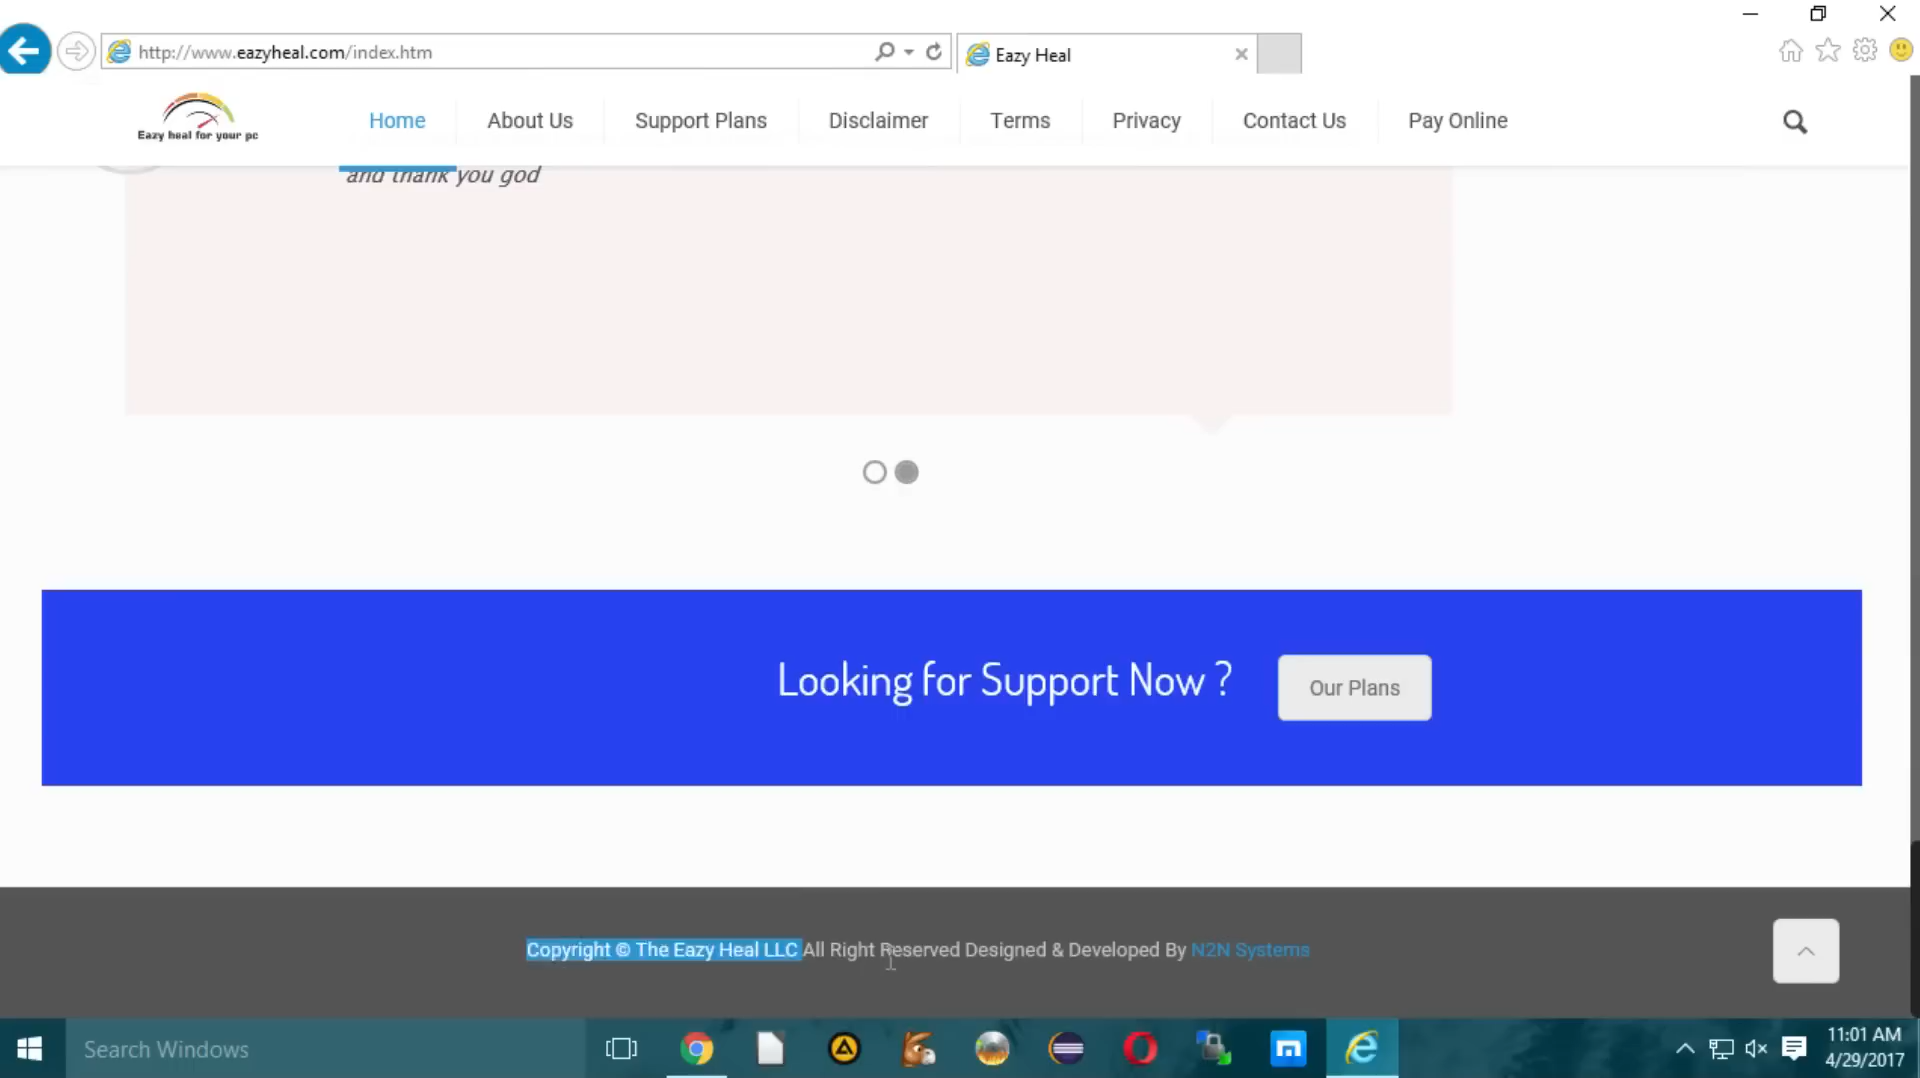 http://www.eazyheal.com/index.htm
Eazy Heal
Eazy heal for your pc
Home
About Us
Support Plans
Disclaimer
Terms
Privacy
Contact Us
Pay Online
and thank you god
Looking for Support Now ?
Our Plans
Copyright © The Eazy Heal LLC All Right Reserved Designed & Developed By N2N Systems
Search Windows
11:01 AM
4/29/2017